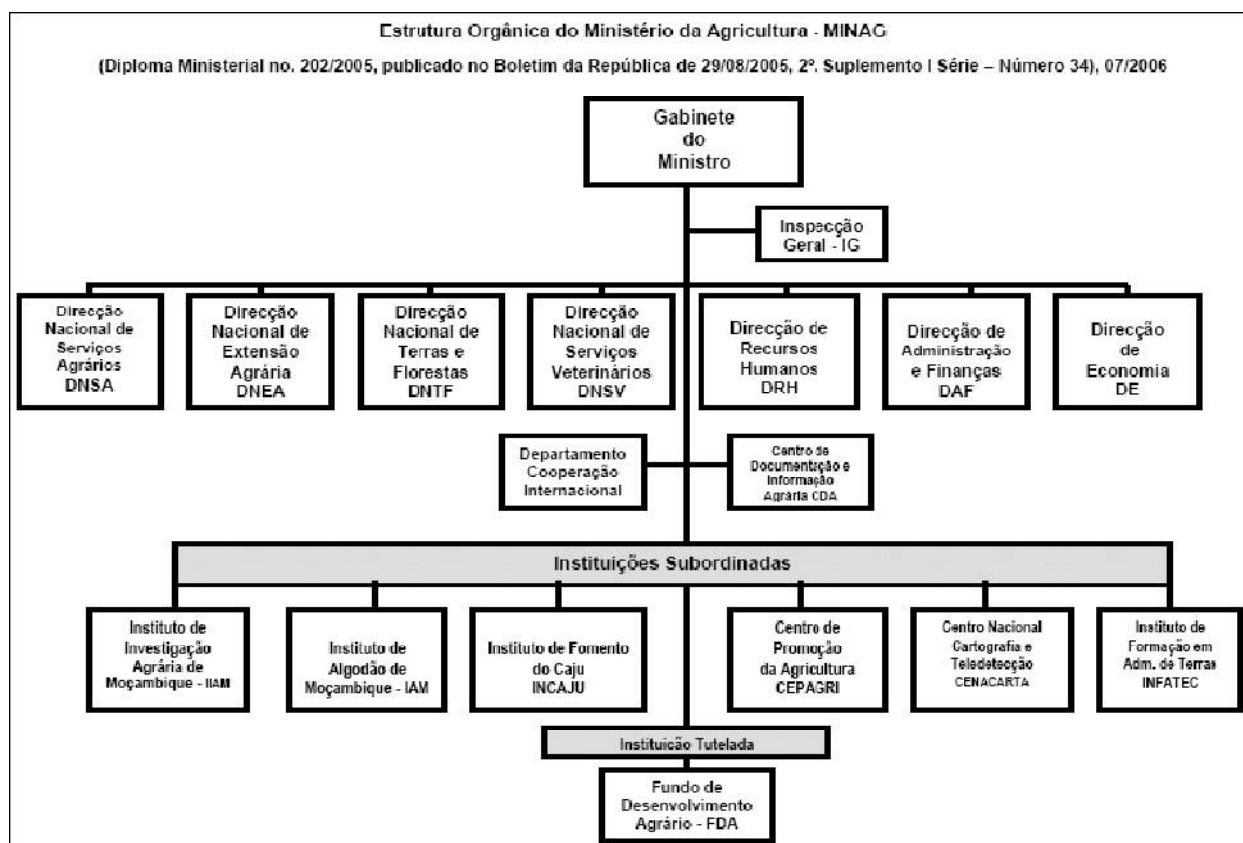 Estrutura Orgânica do Ministério da Agricultura - MINAG
(Diploma Ministerial no. 202/2005, publicado no Boletim da República de 29/08/2005, 2º. Suplemento I Série – Número 34), 07/2006
Gabinete
do
Ministro
Inspecção
Geral - IG
Direcção
Nacional de
Serviços
Agrários
DNSA
Direcção
Nacional de
Extensão
Agrária
DNEA
Direcção
Nacional de
Terras e
Florestas
DNTF
Direcção
Nacional de
Serviços
Veterinários
DNSV
Direcção de
Recursos
Humanos
DRH
Direcção de
Administração
e Finanças
DAF
Direcção
de
Economia
DE
Departamento
Cooperação
Internacional
Centro de
Documentação e
Informação
Agrária CDA
Instituições Subordinadas
Instituto de
Investigação
Agrária de
Moçambique - IIAM
Instituto de
Algodão de
Moçambique - IAM
Instituto de Fomento
do Caju
INCAJU
Centro de
Promoção
da Agricultura
CEPAGRI
Centro Nacional
Cartografia e
Teledetecção
CENACARTA
Instituto de
Formação em
Adm. de Terras
INFATEC
Instituição Tutelada
Fundo de
Desenvolvimento
Agrário - FDA